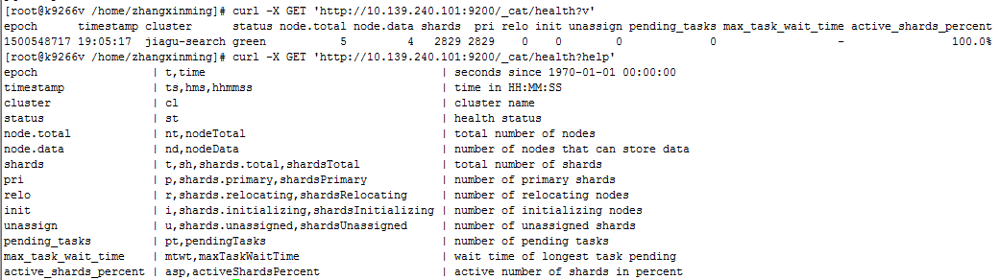 [root@k9266v /home/zhangxinming]# curl -X GET 'http://10.139.240.101:9200/_cat/health?v'
epoch      timestamp cluster      status node.total node.data shards  pri relo init unassign pending_tasks max_task_wait_time active_shards_percent
1500548717 19:05:17  jiagu-search green           5         4   2829 2829    0    0        0             0                  -                100.0%
[root@k9266v /home/zhangxinming]# curl -X GET 'http://10.139.240.101:9200/_cat/health?help'
epoch                 | t,time                              | seconds since 1970-01-01 00:00:00
timestamp             | ts,hms,hhmmss                       | time in HH:MM:SS
cluster               | cl                                  | cluster name
status                | st                                  | health status
node.total            | nt,nodeTotal                        | total number of nodes
node.data             | nd,nodeData                         | number of nodes that can store data
shards                | t,sh,shards.total,shardsTotal       | total number of shards
pri                   | p,shards.primary,shardsPrimary      | number of primary shards
relo                  | r,shards.relocating,shardsRelocating | number of relocating nodes
init                  | i,shards.initializing,shardsInitializing | number of initializing nodes
unassign              | u,shards.unassigned,shardsUnassigned | number of unassigned shards
pending_tasks         | pt,pendingTasks                     | number of pending tasks
max_task_wait_time    | mtwt,maxTaskWaitTime                | wait time of longest task pending
active_shards_percent | asp,activeShardsPercent             | active number of shards in percent